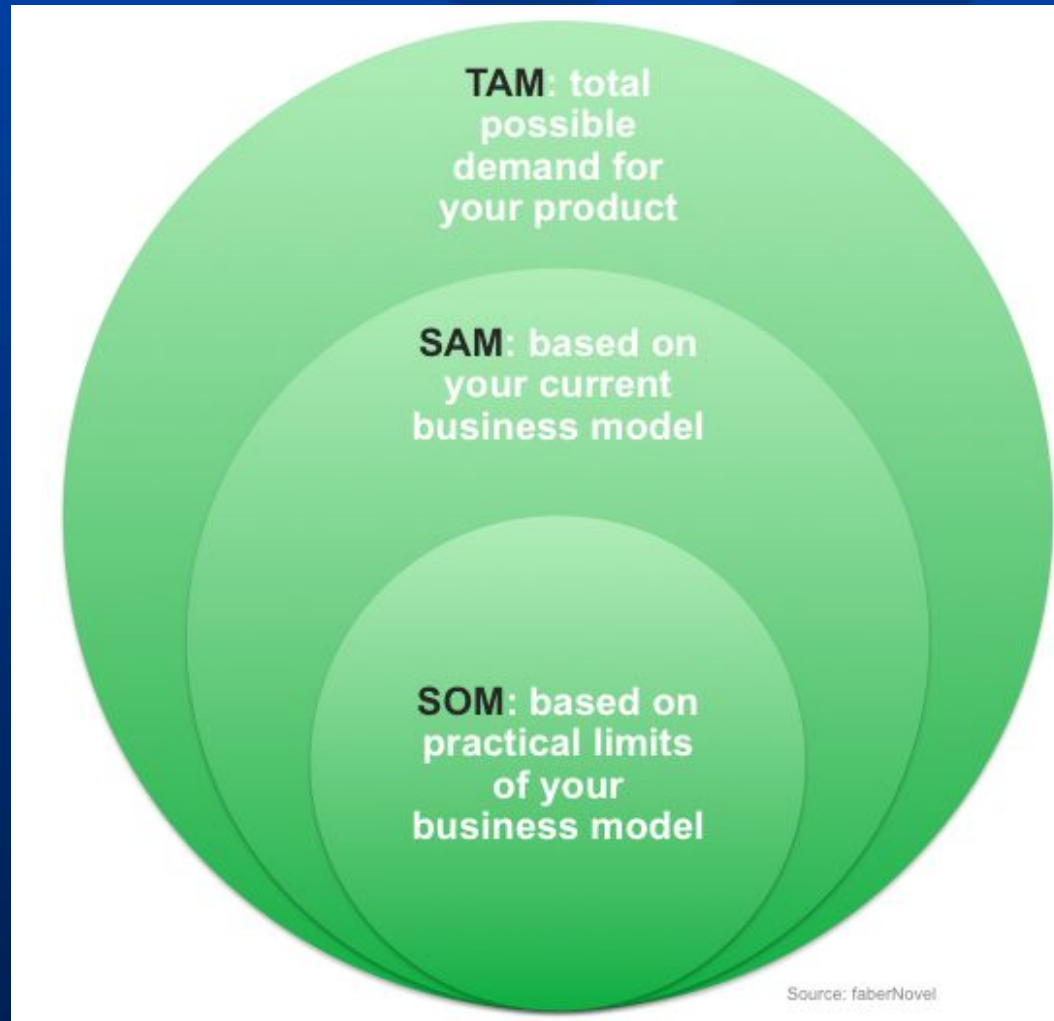 TAM: total
possible
demand for
your product
SAM: based on
your current
business model
SOM: based on
practical limits
of your
business model
Source: faberNovel